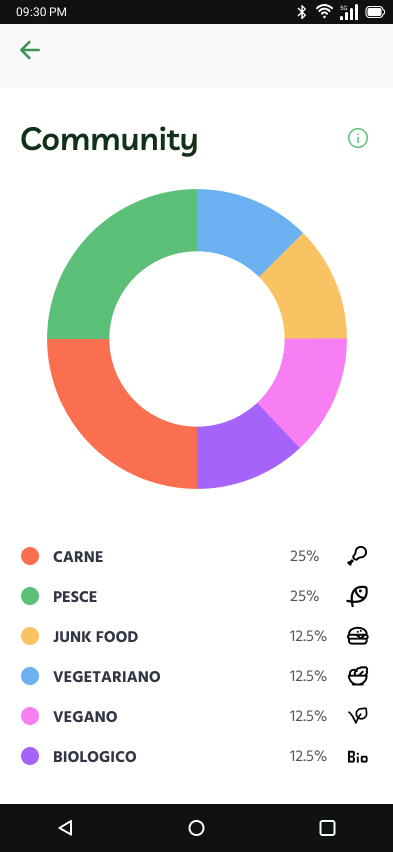 09:30 PM
5G
Community
CARNE 25%
PESCE 25%
JUNK FOOD 12.5%
VEGETARIANO 12.5%
VEGANO 12.5%
BIOLOGICO 12.5% Bio